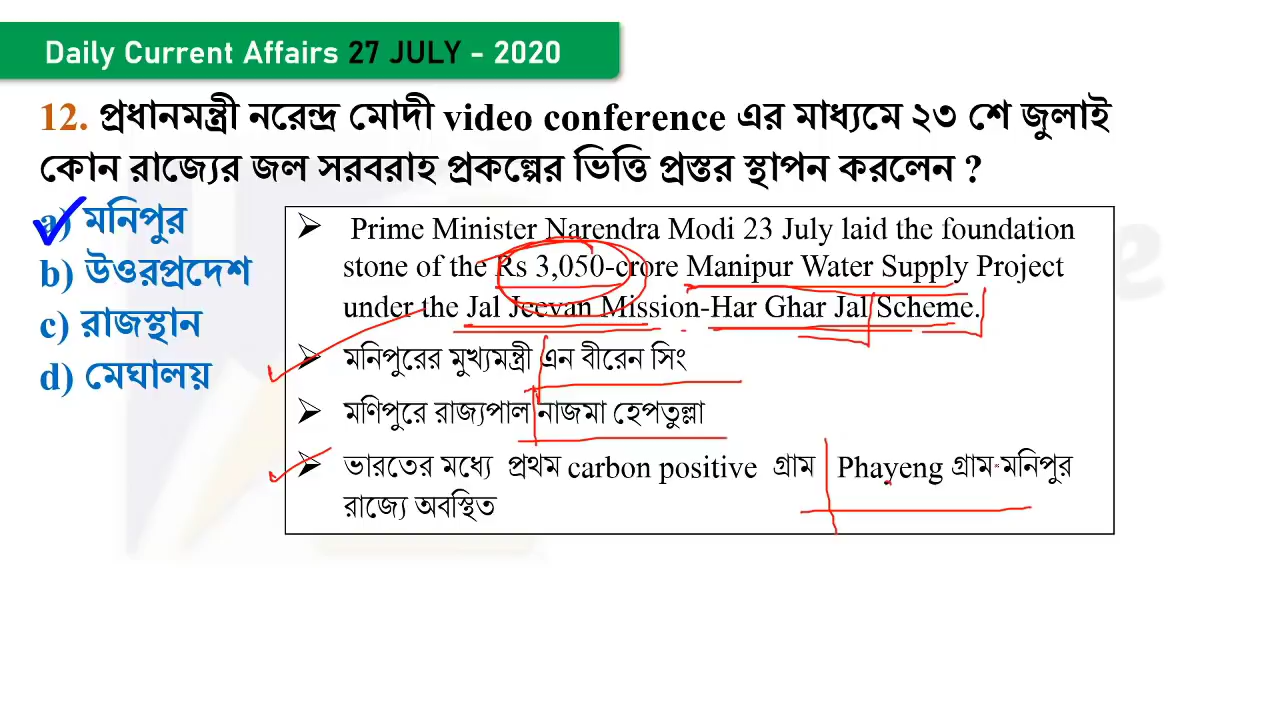 Daily Current Affairs 27 JULY - 2020
12. প্রধানমন্ত্রী নরেন্দ্র মোদী video conference এর মাধ্যমে ২৩ শে জুলাই
কোন রাজ্যের জল সরবরাহ প্রকল্পের ভিত্তি প্রস্তর স্থাপন করলেন ?
a) মনিপুর
b) উওরপ্রদেশ
c) রাজস্থান
d) মেঘালয়
➢ Prime Minister Narendra Modi 23 July laid the foundation
stone of the Rs 3,050-crore Manipur Water Supply Project
under the Jal Jeevan Mission-Har Ghar Jal Scheme.
➢ মনিপুরের মুখ্যমন্ত্রী এন বীরেন সিং
➢ মণিপুরে রাজ্যপাল নাজমা হেপতুল্লা
➢ ভারতের মধ্যে প্রথম carbon positive গ্রাম Phayeng গ্রাম-মনিপুর
রাজ্যে অবস্থিত